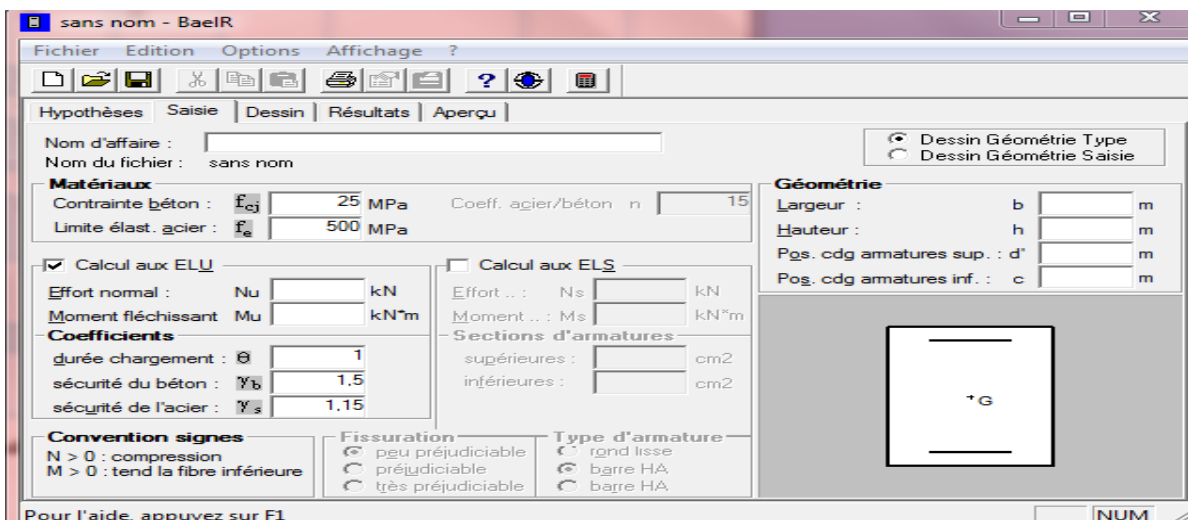 sans nom - BaelR
Fichier Edition Options Affichage ?
Hypothèses Saisie Dessin Résultats Aperçu
Nom d'affaire :
Nom du fichier : sans nom
Dessin Géométrie Type
Dessin Géométrie Saisie
Matériaux
Contrainte béton : fcj 25 MPa Coeff. acier/béton n 15
Limite élast. acier : fe 500 MPa
Géométrie
Largeur : b m
Hauteur : h m
Pos. cdg armatures sup. : d' m
Pos. cdg armatures inf. : c m
Calcul aux ELU
Effort normal : Nu kN
Moment fléchissant Mu kN*m
Coefficients
durée chargement : θ 1
sécurité du béton : γb 1,5
sécurité de l'acier : γs 1,15
Calcul aux ELS
Effort .. : Ns kN
Moment .. : Ms kN*m
Sections d'armatures
supérieures : cm2
inférieures : cm2
+G
Convention signes
N > 0 : compression
M > 0 : tend la fibre inférieure
Fissuration
peu préjudiciable
préjudiciable
très préjudiciable
Type d'armature
rond lisse
barre HA
barre HA
Pour l'aide, appuyez sur F1
NUM